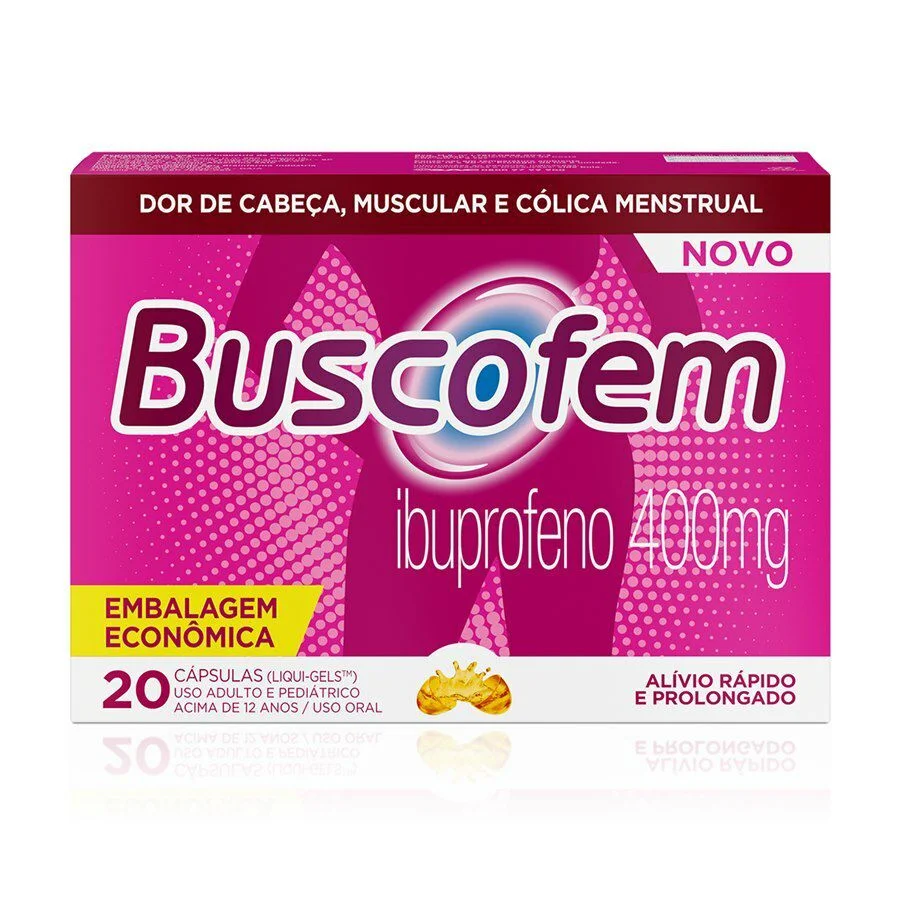 DOR DE CABEÇA, MUSCULAR E CÓLICA MENSTRUAL
NOVO
Buscofem
ibuprofeno 400mg
EMBALAGEM
ECONÔMICA
20 CÁPSULAS (LIQUI-GELS™)
USO ADULTO E PEDIÁTRICO
ACIMA DE 12 ANOS / USO ORAL
ALÍVIO RÁPIDO
E PROLONGADO